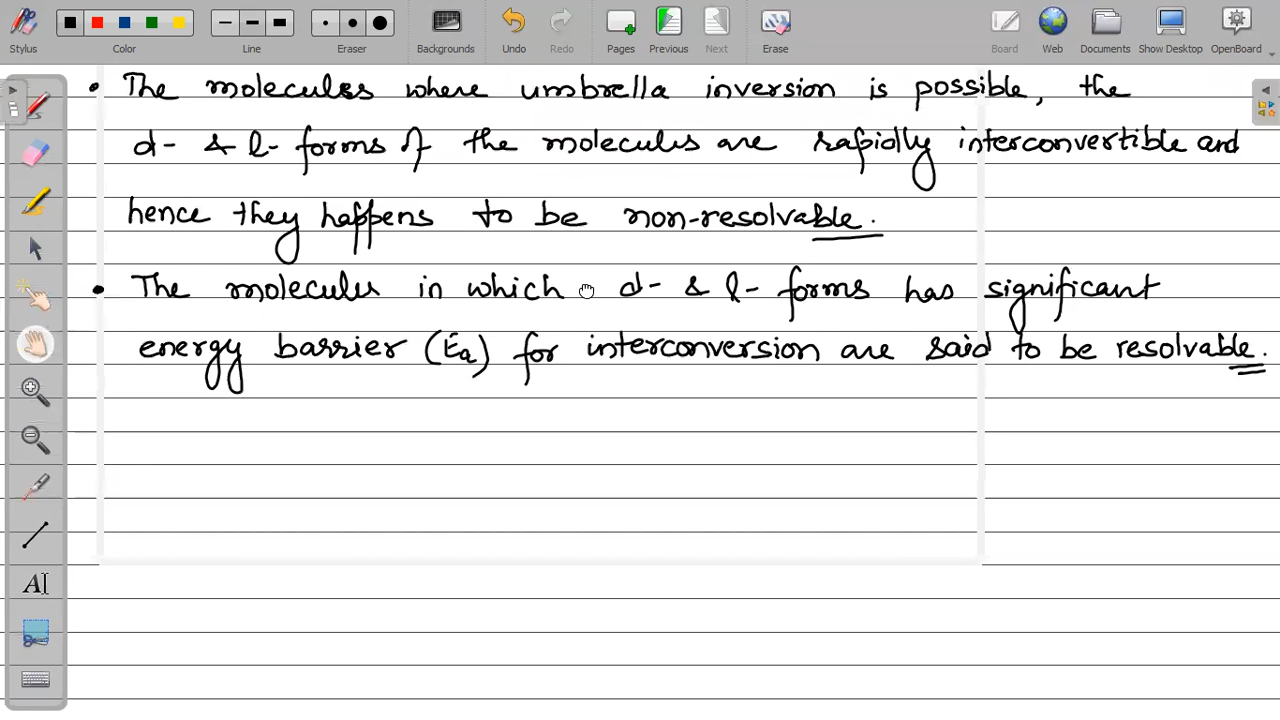 Stylus Color Line Eraser Backgrounds Undo Redo Pages Previous Next Erase Board Web Documents Show Desktop OpenBoard
• The molecules where umbrella inversion is possible, the
d- & l- forms of the molecules are rapidly interconvertible and
hence they happens to be non-resolvable.
• The molecules in which d- & l- forms has significant
energy barrier (Ea) for interconversion are said to be resolvable.
AI